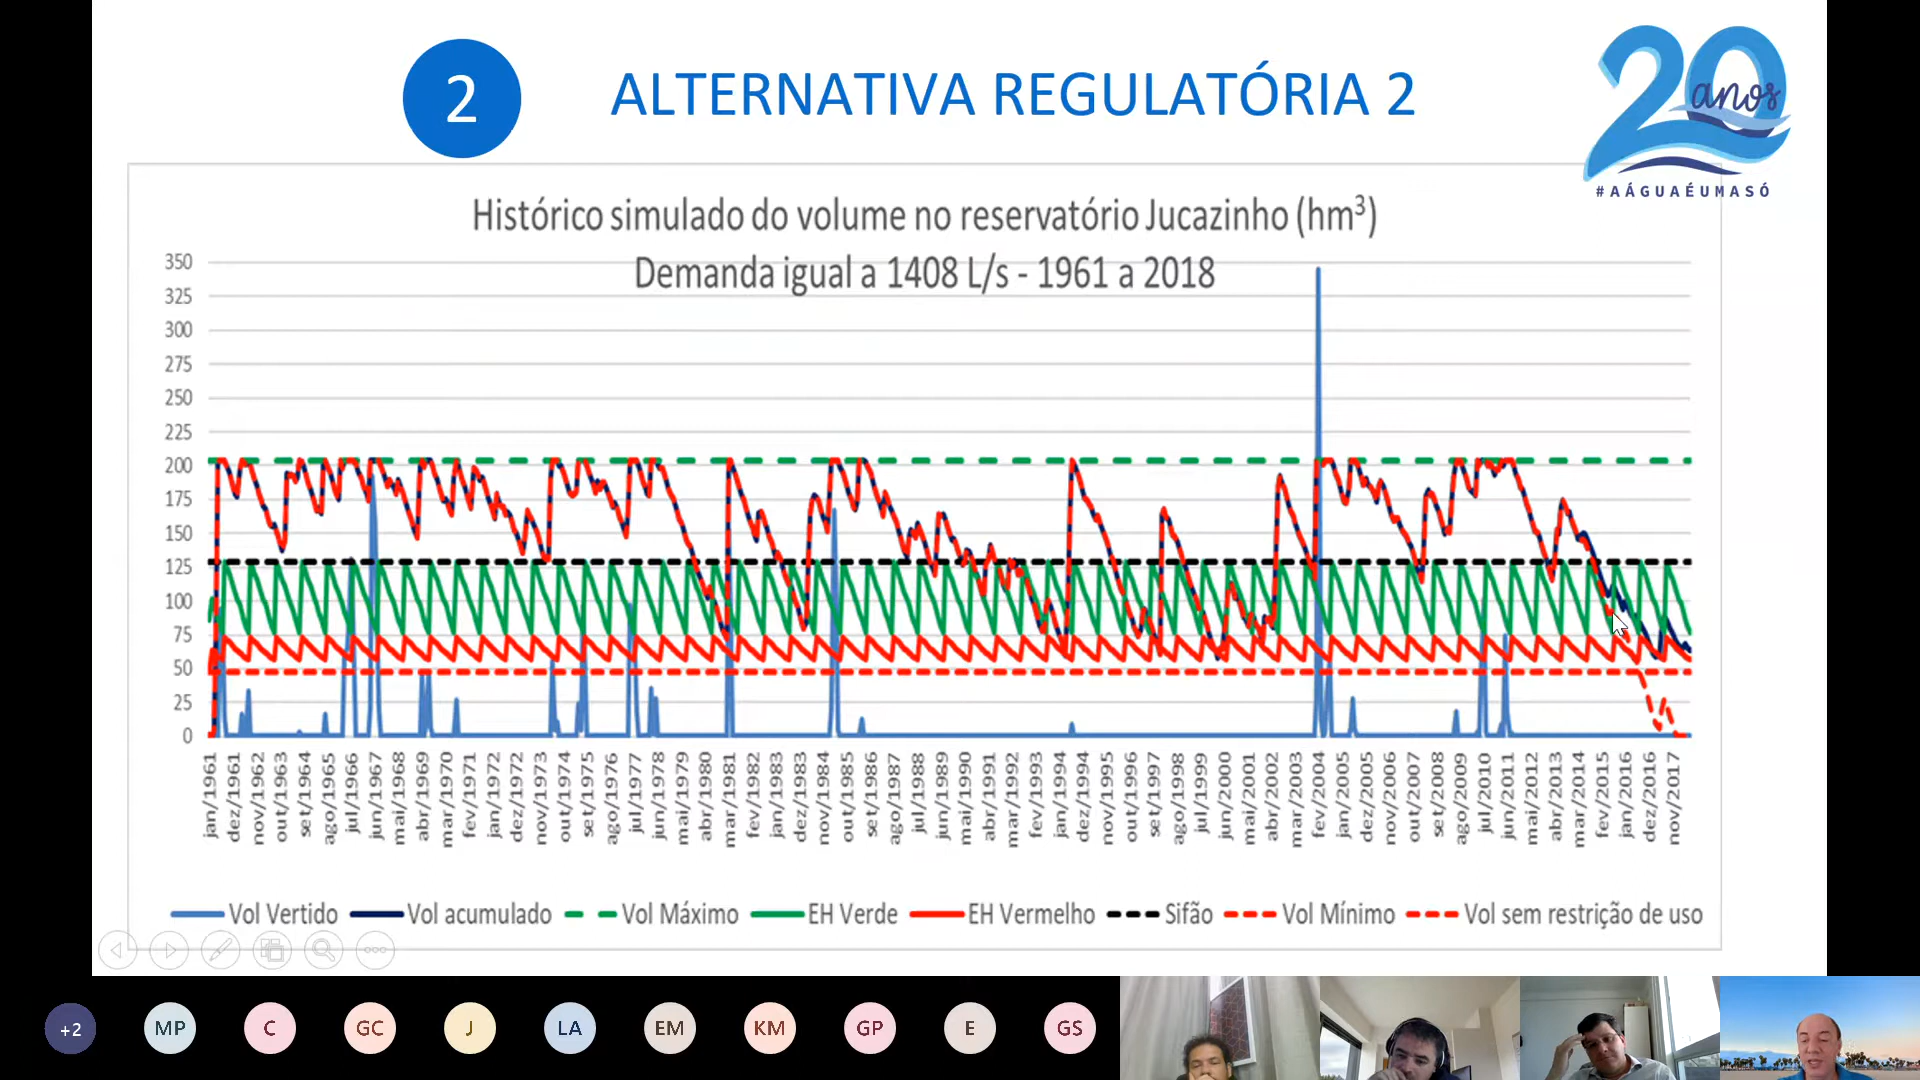 2
ALTERNATIVA REGULATÓRIA 2
20 anos
#AÁGUAÉUMASÓ
Histórico simulado do volume no reservatório Jucazinho (hm³)
Demanda igual a 1408 L/s - 1961 a 2018
350
325
300
275
250
225
200
175
150
125
100
75
50
25
0
jan/1961
dez/1961
nov/1962
out/1963
set/1964
ago/1965
jul/1966
jun/1967
mai/1968
abr/1969
mar/1970
fev/1971
jan/1972
dez/1972
nov/1973
out/1974
set/1975
ago/1976
jul/1977
jun/1978
mai/1979
abr/1980
mar/1981
fev/1982
jan/1983
dez/1983
nov/1984
out/1985
set/1986
ago/1987
jul/1988
jun/1989
mai/1990
abr/1991
mar/1992
fev/1993
jan/1994
dez/1994
nov/1995
out/1996
set/1997
ago/1998
jul/1999
jun/2000
mai/2001
abr/2002
mar/2003
fev/2004
jan/2005
dez/2005
nov/2006
out/2007
set/2008
ago/2009
jul/2010
jun/2011
mai/2012
abr/2013
mar/2014
fev/2015
jan/2016
dez/2016
nov/2017
Vol Vertido Vol acumulado Vol Máximo EH Verde EH Vermelho Sifão Vol Mínimo Vol sem restrição de uso
+2 MP C GC J LA EM KM GP E GS